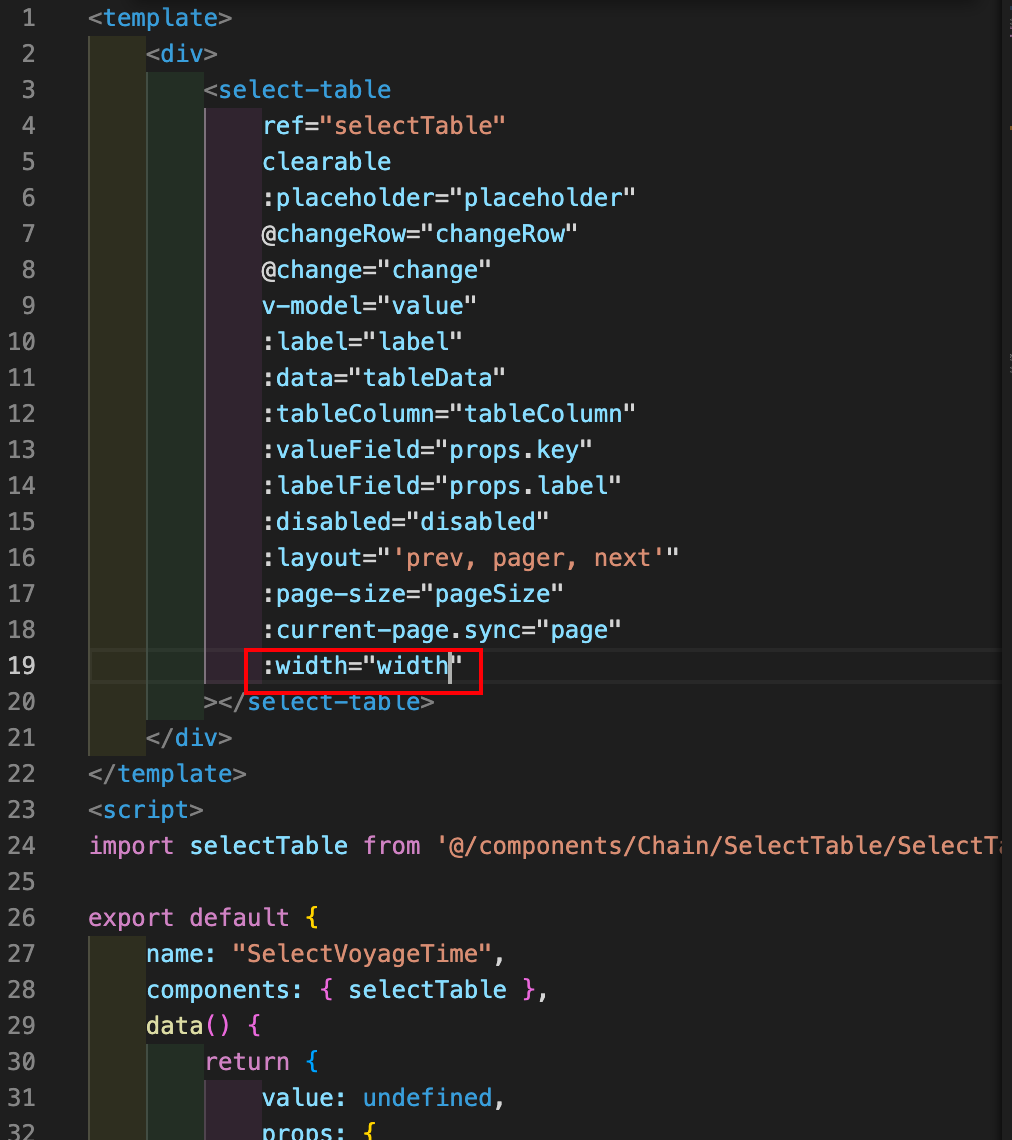 1 <template>
2 <div>
3 <select-table
4 ref="selectTable"
5 clearable
6 :placeholder="placeholder"
7 @changeRow="changeRow"
8 @change="change"
9 v-model="value"
10 :label="label"
11 :data="tableData"
12 :tableColumn="tableColumn"
13 :valueField="props.key"
14 :labelField="props.label"
15 :disabled="disabled"
16 :layout="'prev, pager, next'"
17 :page-size="pageSize"
18 :current-page.sync="page"
19 :width="width"
20 ></select-table>
21 </div>
22 </template>
23 <script>
24 import selectTable from '@/components/Chain/SelectTable/SelectTa
25
26 export default {
27 name: "SelectVoyageTime",
28 components: { selectTable },
29 data() {
30 return {
31 value: undefined,
32 props: {